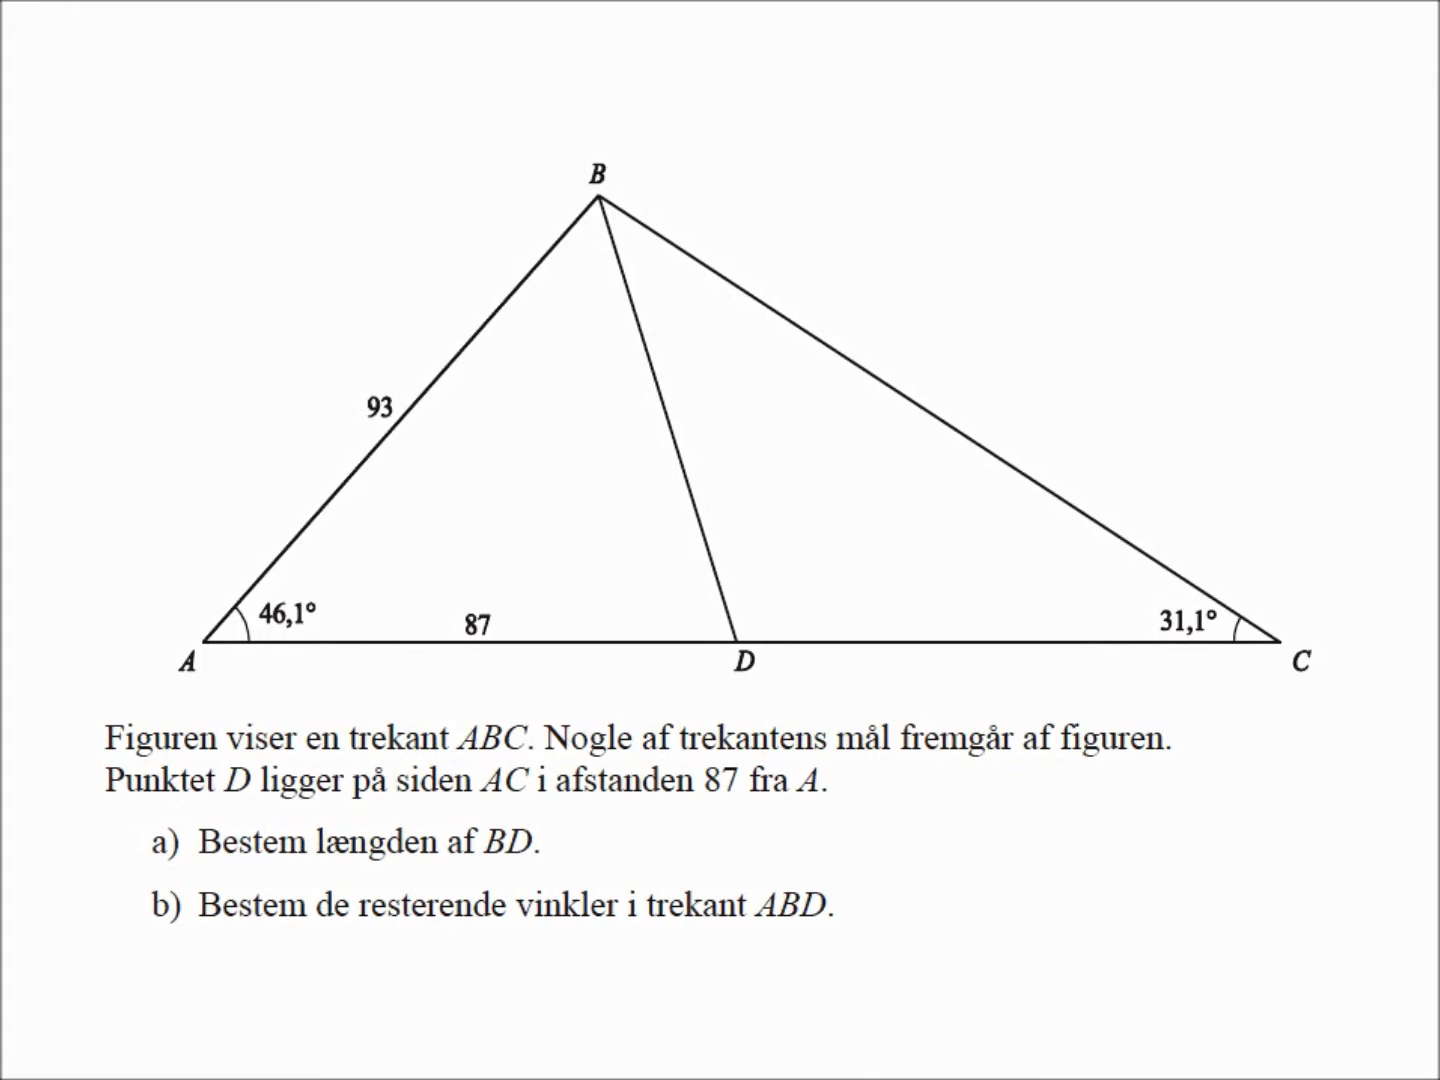 B
93
46,1°
87
31,1°
A
D
C
Figuren viser en trekant ABC. Nogle af trekantens mål fremgår af figuren.
Punktet D ligger på siden AC i afstanden 87 fra A.
a) Bestem længden af BD.
b) Bestem de resterende vinkler i trekant ABD.